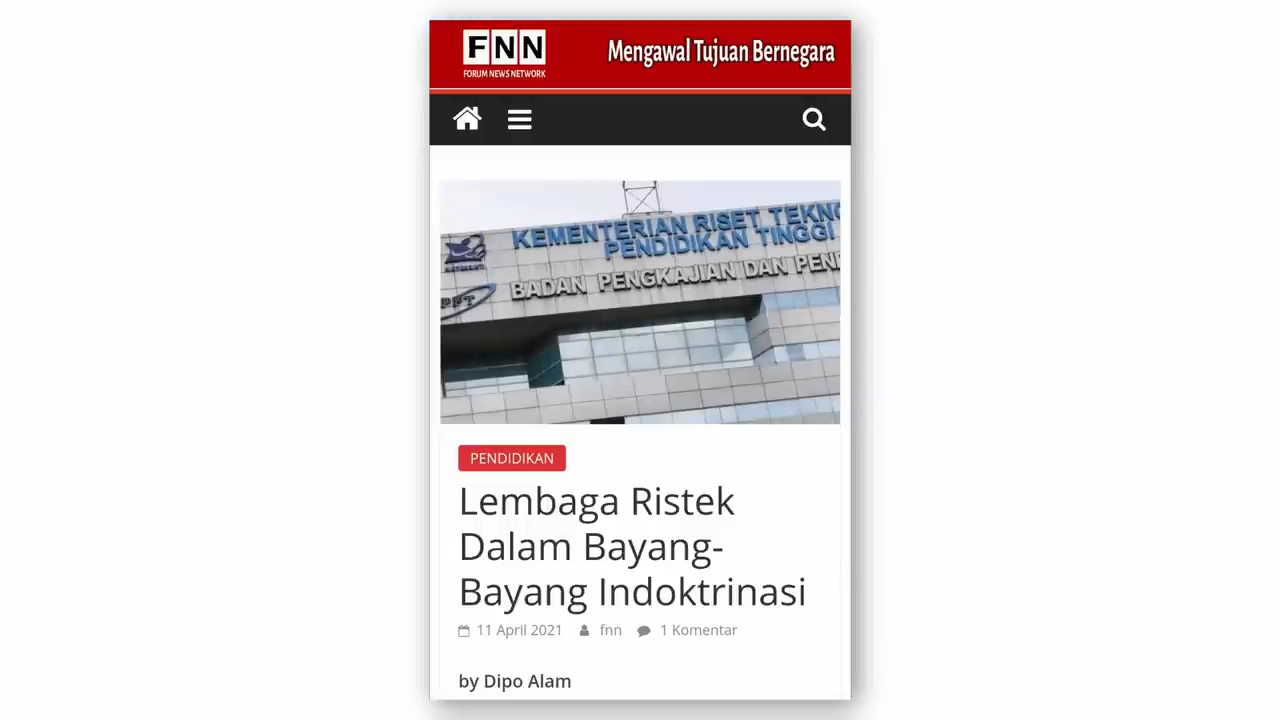 FNN
FORUM NEWS NETWORK
Mengawal Tujuan Bernegara
KEMENTERIAN RISET TEKNO
PENDIDIKAN TINGGI
BADAN PENGKAJIAN DAN PEN
PENDIDIKAN
Lembaga Ristek
Dalam Bayang-
Bayang Indoktrinasi
11 April 2021 fnn 1 Komentar
by Dipo Alam